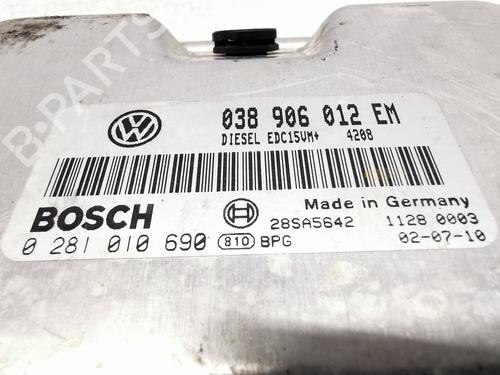 B-PARTS
VW
038 906 012 EM
DIESEL EDC15VM+ 4208
BOSCH
28SA5642
Made in Germany
1128 0003
0 281 010 690 810 BPG
02-07-10